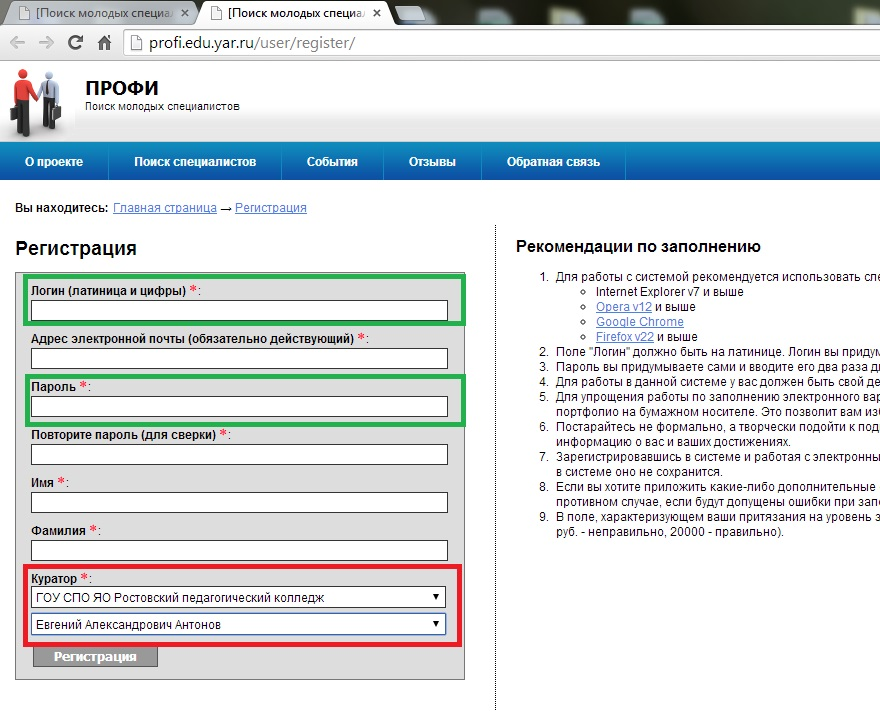 [Поиск молодых специа
[Поиск молодых специа
profi.edu.yar.ru/user/register/
ПРОФИ
Поиск молодых специалистов
О проекте
Поиск специалистов
События
Отзывы
Обратная связь
Вы находитесь: Главная страница → Регистрация
Регистрация
Логин (латиница и цифры) *:
Адрес электронной почты (обязательно действующий) *:
Пароль *:
Повторите пароль (для сверки) *:
Имя *:
Фамилия *:
Куратор *:
ГОУ СПО ЯО Ростовский педагогический колледж
Евгений Александрович Антонов
Регистрация
Рекомендации по заполнению
1. Для работы с системой рекомендуется использовать сле
Internet Explorer v7 и выше
Opera v12 и выше
Google Chrome
Firefox v22 и выше
2. Поле "Логин" должно быть на латинице. Логин вы придум
3. Пароль вы придумываете сами и вводите его два раза д
4. Для работы в данной системе у вас должен быть свой де
5. Для упрощения работы по заполнению электронного вар
портфолио на бумажном носителе. Это позволит вам изб
6. Постарайтесь не формально, а творчески подойти к под
информацию о вас и ваших достижениях.
7. Зарегистрировавшись в системе и работая с электронны
в системе оно не сохранится.
8. Если вы хотите приложить какие-либо дополнительные
противном случае, если будут допущены ошибки при запо
9. В поле, характеризующем ваши притязания на уровень з
руб. - неправильно, 20000 - правильно).